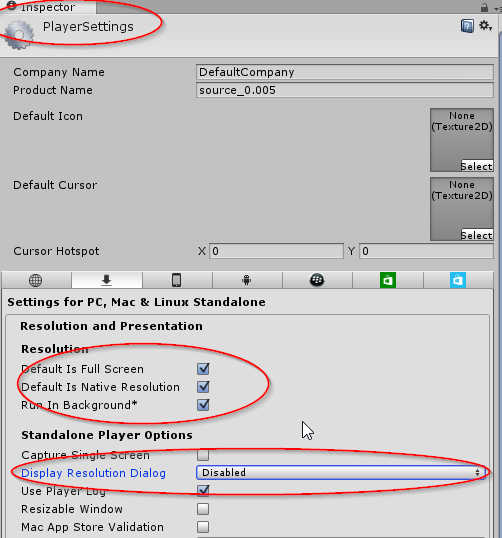 Inspector
PlayerSettings
Company Name DefaultCompany
Product Name source_0.005
Default Icon None (Texture2D) Select
Default Cursor None (Texture2D) Select
Cursor Hotspot X 0 Y 0
Settings for PC, Mac & Linux Standalone
Resolution and Presentation
Resolution
Default Is Full Screen
Default Is Native Resolution
Run In Background*
Standalone Player Options
Capture Single Screen
Display Resolution Dialog Disabled
Use Player Log
Resizable Window
Mac App Store Validation